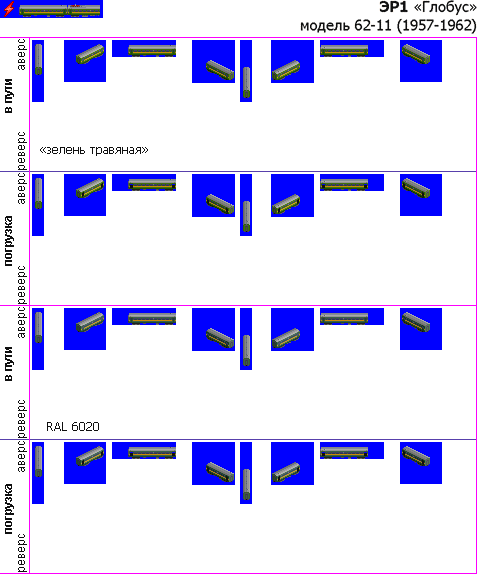 ЭР1 «Глобус»
модель 62-11 (1957-1962)
аверс
в пути
реверс
«зелень травяная»
аверс
погрузка
реверс
аверс
в пути
реверс
RAL 6020
аверс
погрузка
реверс